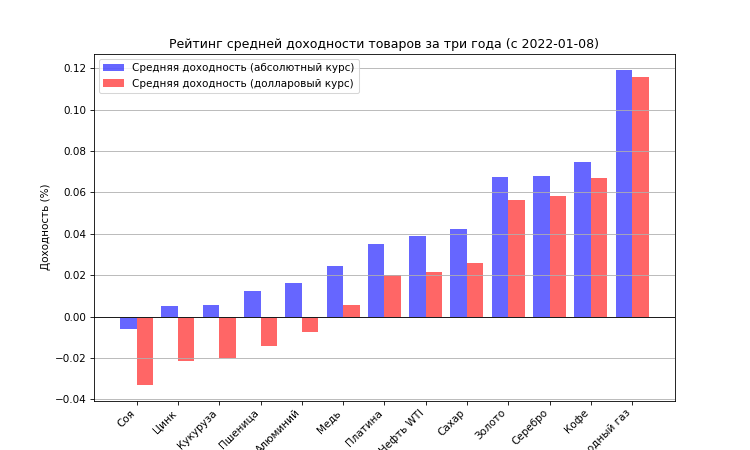 Рейтинг средней доходности товаров за три года (с 2022-01-08)
Средняя доходность (абсолютный курс)
Средняя доходность (долларовый курс)
Доходность (%)
0.12
0.10
0.08
0.06
0.04
0.02
0.00
−0.02
−0.04
Соя
Цинк
Кукуруза
Пшеница
Алюминий
Медь
Платина
Нефть WTI
Сахар
Золото
Серебро
Кофе
одный газ